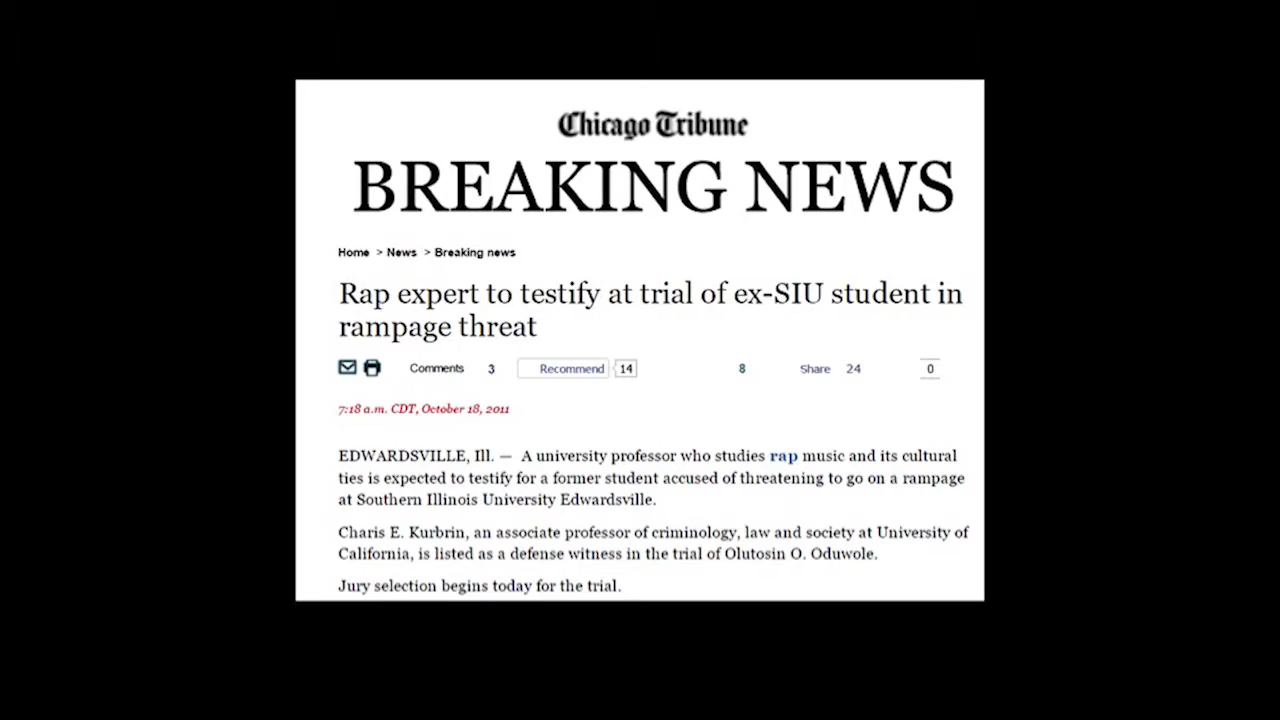 Chicago Tribune
BREAKING NEWS
Home > News > Breaking news
Rap expert to testify at trial of ex-SIU student in
rampage threat
Comments 3 Recommend 14 8 Share 24 0
7:18 a.m. CDT, October 18, 2011
EDWARDSVILLE, Ill. — A university professor who studies rap music and its cultural
ties is expected to testify for a former student accused of threatening to go on a rampage
at Southern Illinois University Edwardsville.
Charis E. Kurbrin, an associate professor of criminology, law and society at University of
California, is listed as a defense witness in the trial of Olutosin O. Oduwole.
Jury selection begins today for the trial.